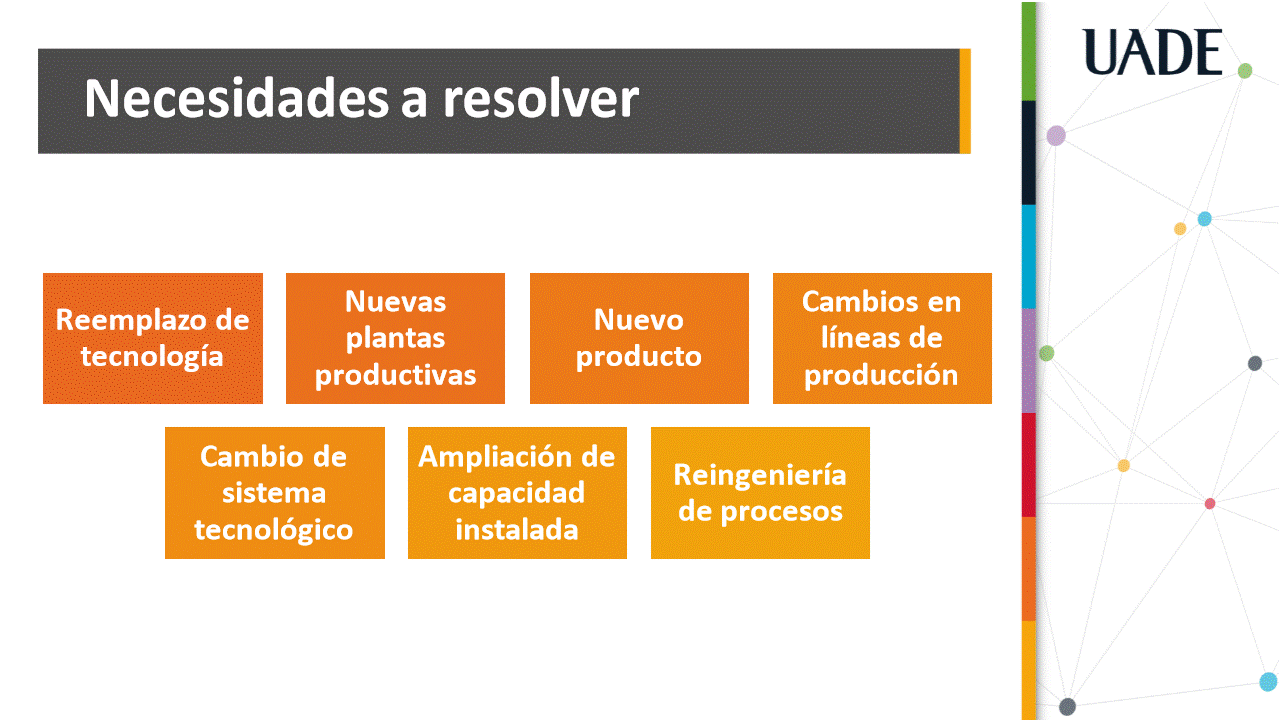 UADE
Necesidades a resolver
Reemplazo de
tecnología
Nuevas
plantas
productivas
Nuevo
producto
Cambios en
líneas de
producción
Cambio de
sistema
tecnológico
Ampliación de
capacidad
instalada
Reingeniería
de procesos